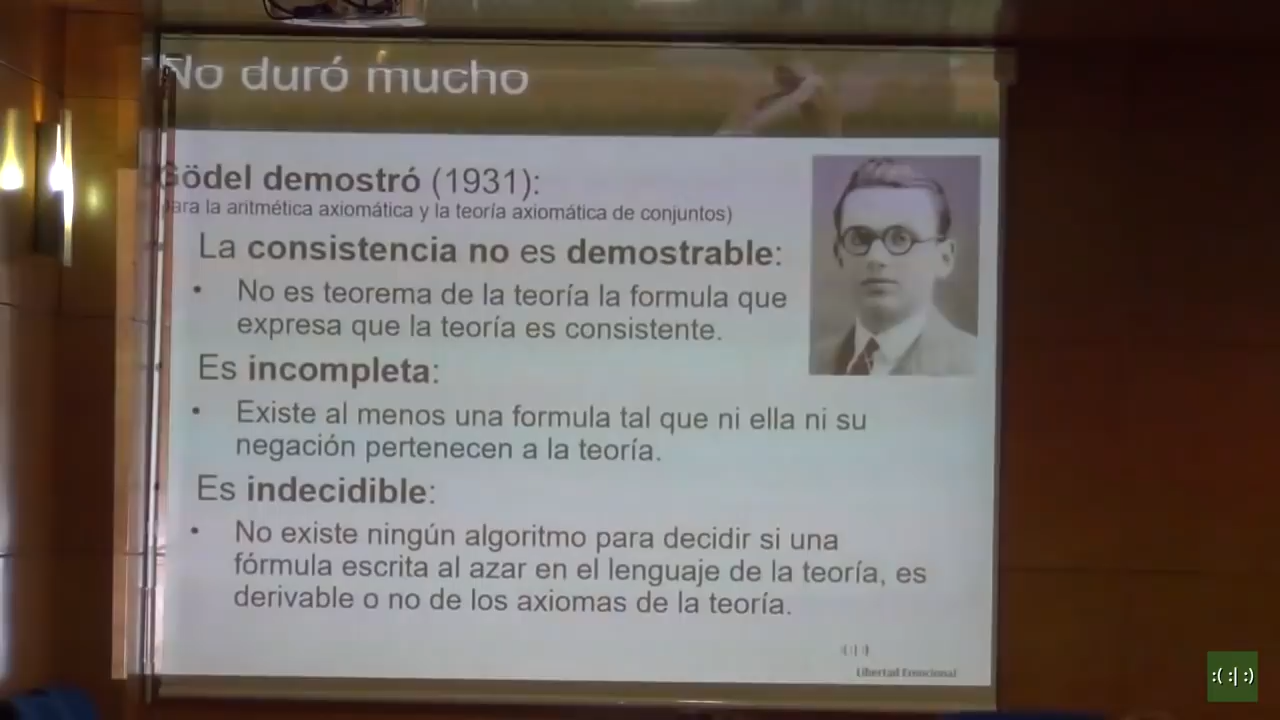 No duró mucho
Gödel demostró (1931):
para la aritmética axiomática y la teoría axiomática de conjuntos)
La consistencia no es demostrable:
• No es teorema de la teoría la formula que
expresa que la teoría es consistente.
Es incompleta:
• Existe al menos una formula tal que ni ella ni su
negación pertenecen a la teoría.
Es indecidible:
• No existe ningún algoritmo para decidir si una
fórmula escrita al azar en el lenguaje de la teoría, es
derivable o no de los axiomas de la teoría.
:( :| :)
Libertad Emocional
:( :| :)